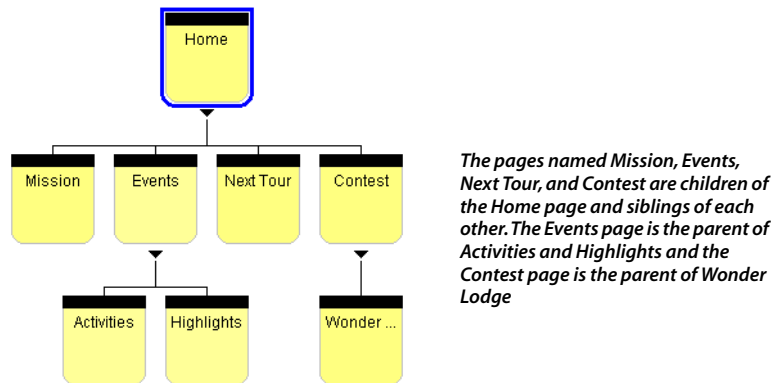 Home
Mission
Events
Next Tour
Contest
The pages named Mission, Events,
Next Tour, and Contest are children of
the Home page and siblings of each
other. The Events page is the parent of
Activities and Highlights and the
Contest page is the parent of Wonder
Lodge
Activities
Highlights
Wonder ...